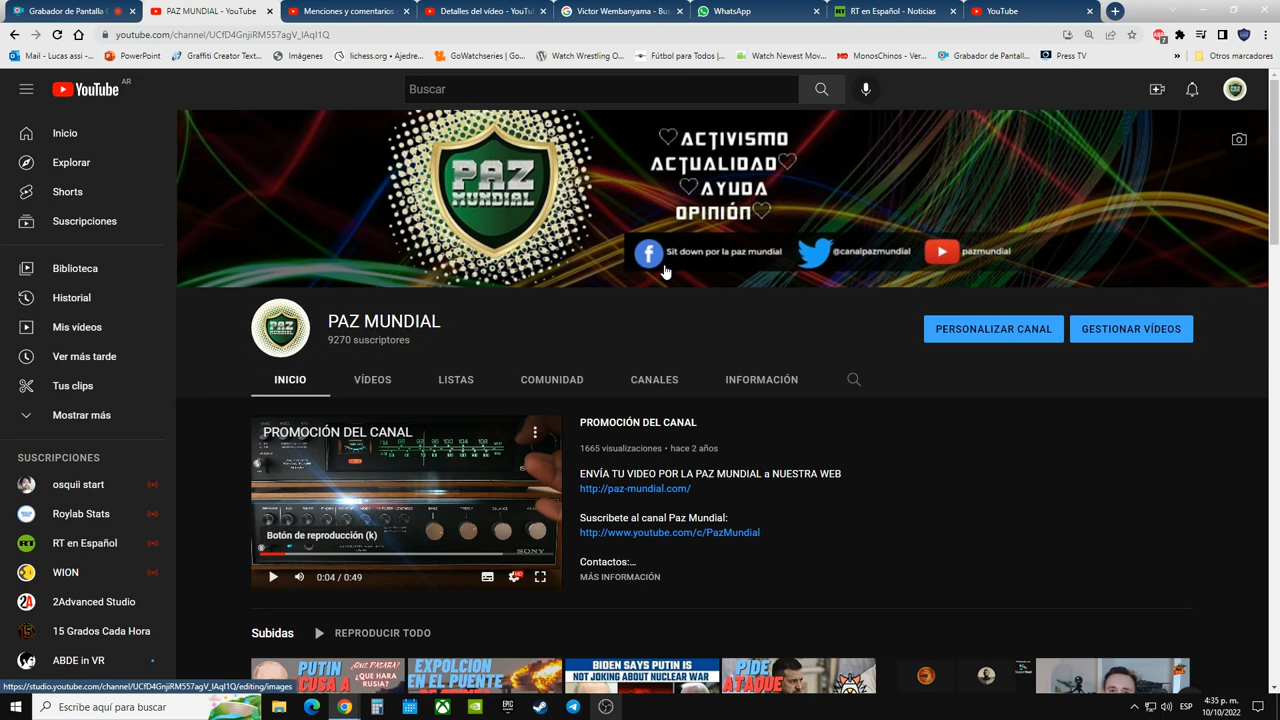 Grabador de Pantalla
PAZ MUNDIAL - YouTube
Menciones y comentarios
Detalles del vídeo - YouTu
Victor Wembanyama - Bus
WhatsApp
RT en Español - Noticias
YouTube
youtube.com/channel/UCfD4GnjiRM557agV_lAqI1Q
Mail - Lucas assi - ...
PowerPoint
Graffiti Creator Text...
Imágenes
lichess.org • Ajedre...
GoWatchseries | Go...
Watch Wrestling O...
Fútbol para Todos |...
Watch Newest Mov...
MonosChinos - Ver...
Grabador de Pantall...
Press TV
»
Otros marcadores
YouTube AR
Buscar
Inicio
Explorar
Shorts
Suscripciones
Biblioteca
Historial
Mis vídeos
Ver más tarde
Tus clips
Mostrar más
SUSCRIPCIONES
osquii start
Roylab Stats
RT en Español
WION
2Advanced Studio
15 Grados Cada Hora
ABDE in VR
PAZ
MUNDIAL
ACTIVISMO
ACTUALIDAD
AYUDA
OPINIÓN
Sit down por la paz mundial
@canalpazmundial
pazmundial
PAZ MUNDIAL
9270 suscriptores
PERSONALIZAR CANAL
GESTIONAR VÍDEOS
INICIO
VÍDEOS
LISTAS
COMUNIDAD
CANALES
INFORMACIÓN
PROMOCIÓN DEL CANAL
Botón de reproducción (k)
SONY
0:04 / 0:49
PROMOCIÓN DEL CANAL
1665 visualizaciones • hace 2 años
ENVÍA TU VIDEO POR LA PAZ MUNDIAL a NUESTRA WEB
http://paz-mundial.com/
Suscribete al canal Paz Mundial:
http://www.youtube.com/c/PazMundial
Contactos:...
MÁS INFORMACIÓN
Subidas
REPRODUCIR TODO
PUTIN
CUSA A
¿QUE PASARA?
¿QUE HARA
RUSIA?
EXPOLCION EN
EL PUENTE
BIDEN SAYS PUTIN IS
NOT JOKING ABOUT NUCLEAR WAR
PIDE
ATAQUE
https://studio.youtube.com/channel/UCfD4GnjiRM557agV_lAqI1Q/editing/images
Escribe aquí para buscar
ESP
4:35 p. m.
10/10/2022